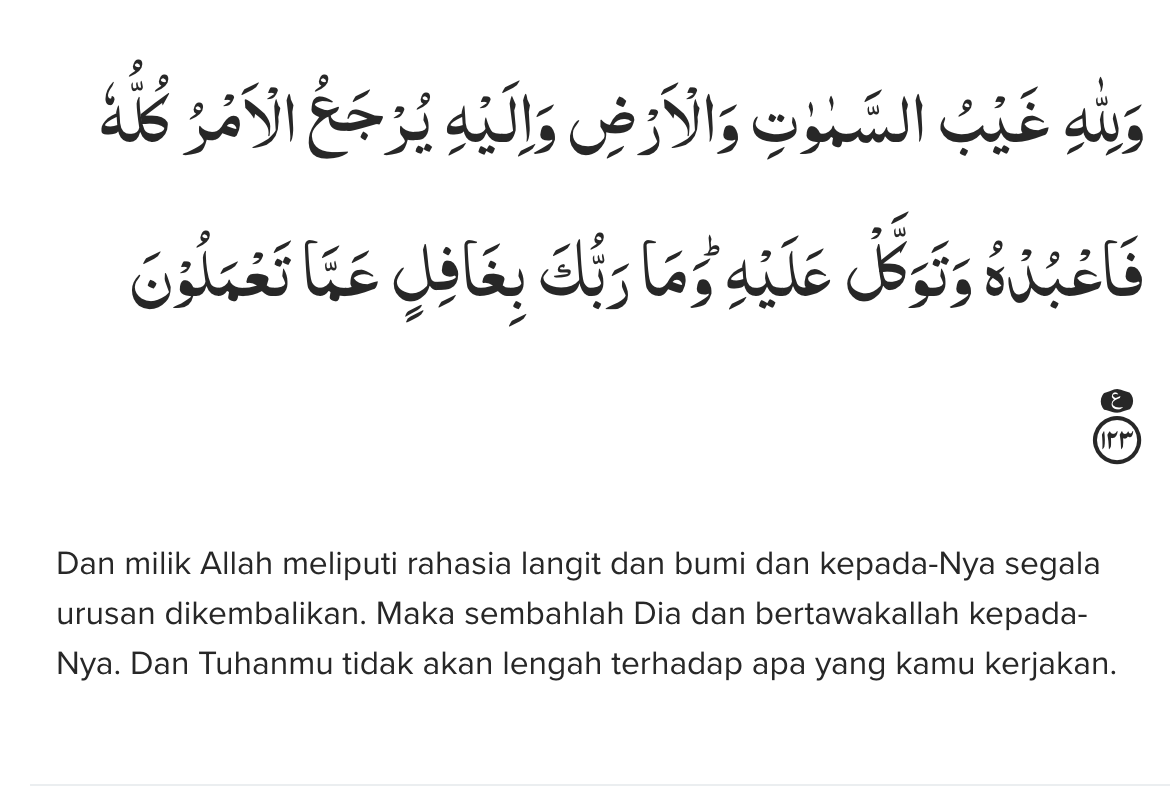 وَلِلّٰهِ غَيْبُ السَّمٰوٰتِ وَالْاَرْضِ وَاِلَيْهِ يُرْجَعُ الْاَمْرُ كُلُّهٗ
فَاعْبُدْهُ وَتَوَكَّلْ عَلَيْهِۗ وَمَا رَبُّكَ بِغَافِلٍ عَمَّا تَعْمَلُوْنَ
ع
١٢٣
Dan milik Allah meliputi rahasia langit dan bumi dan kepada-Nya segala
urusan dikembalikan. Maka sembahlah Dia dan bertawakallah kepada-
Nya. Dan Tuhanmu tidak akan lengah terhadap apa yang kamu kerjakan.